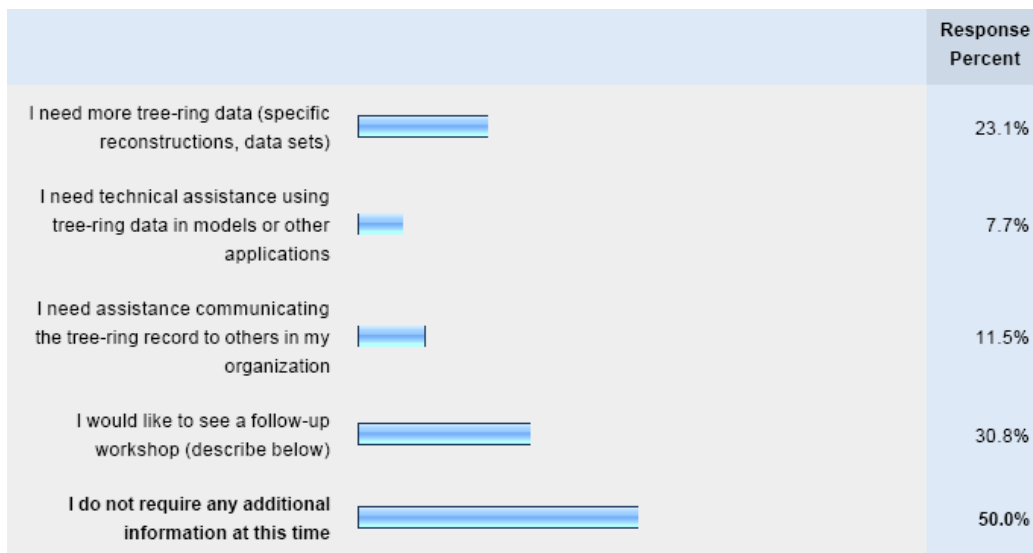 Response
Percent
I need more tree-ring data (specific
reconstructions, data sets)
23.1%
I need technical assistance using
tree-ring data in models or other
applications
7.7%
I need assistance communicating
the tree-ring record to others in my
organization
11.5%
I would like to see a follow-up
workshop (describe below)
30.8%
I do not require any additional
information at this time
50.0%